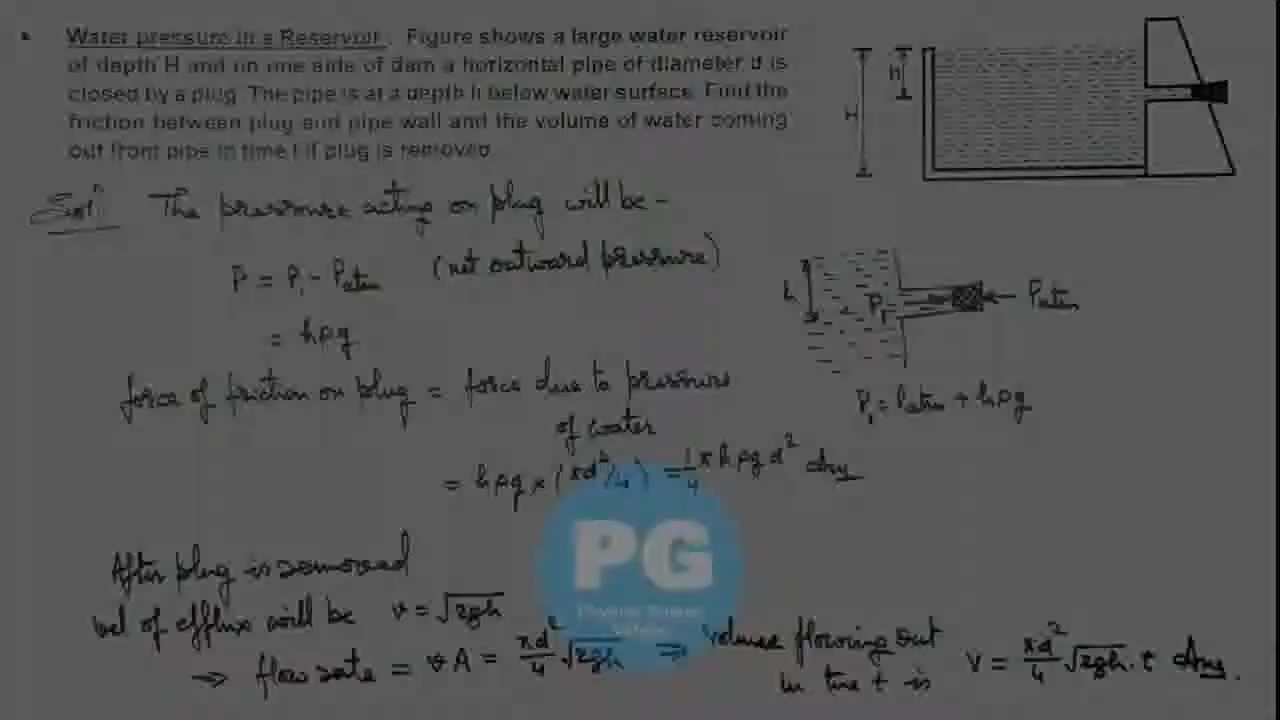 Water pressure in a Reservoir. Figure shows a large water reservoir
of depth H and on one side of dam a horizontal pipe of diameter d is
closed by a plug. The pipe is at a depth h below water surface. Find the
friction between plug and pipe wall and the volume of water coming
out from pipe in time t if plug is removed.
h
H
Solⁿ: The pressure acting on plug will be -
P = P₁ - Patm (net outward pressure)
= hρg
h
P₁
Patm
P₁ = Patm + hρg
force of friction on plug = force due to pressure
of water
= hρg × (πd²/4) = 1/4 π hρg d² Ans
PG
After plug is removed
vel of efflux will be v = √2gh
⇒ flow rate = vA = πd²/4 √2gh ⇒ volume flowing out
in time t is V = πd²/4 √2gh . t Ans.